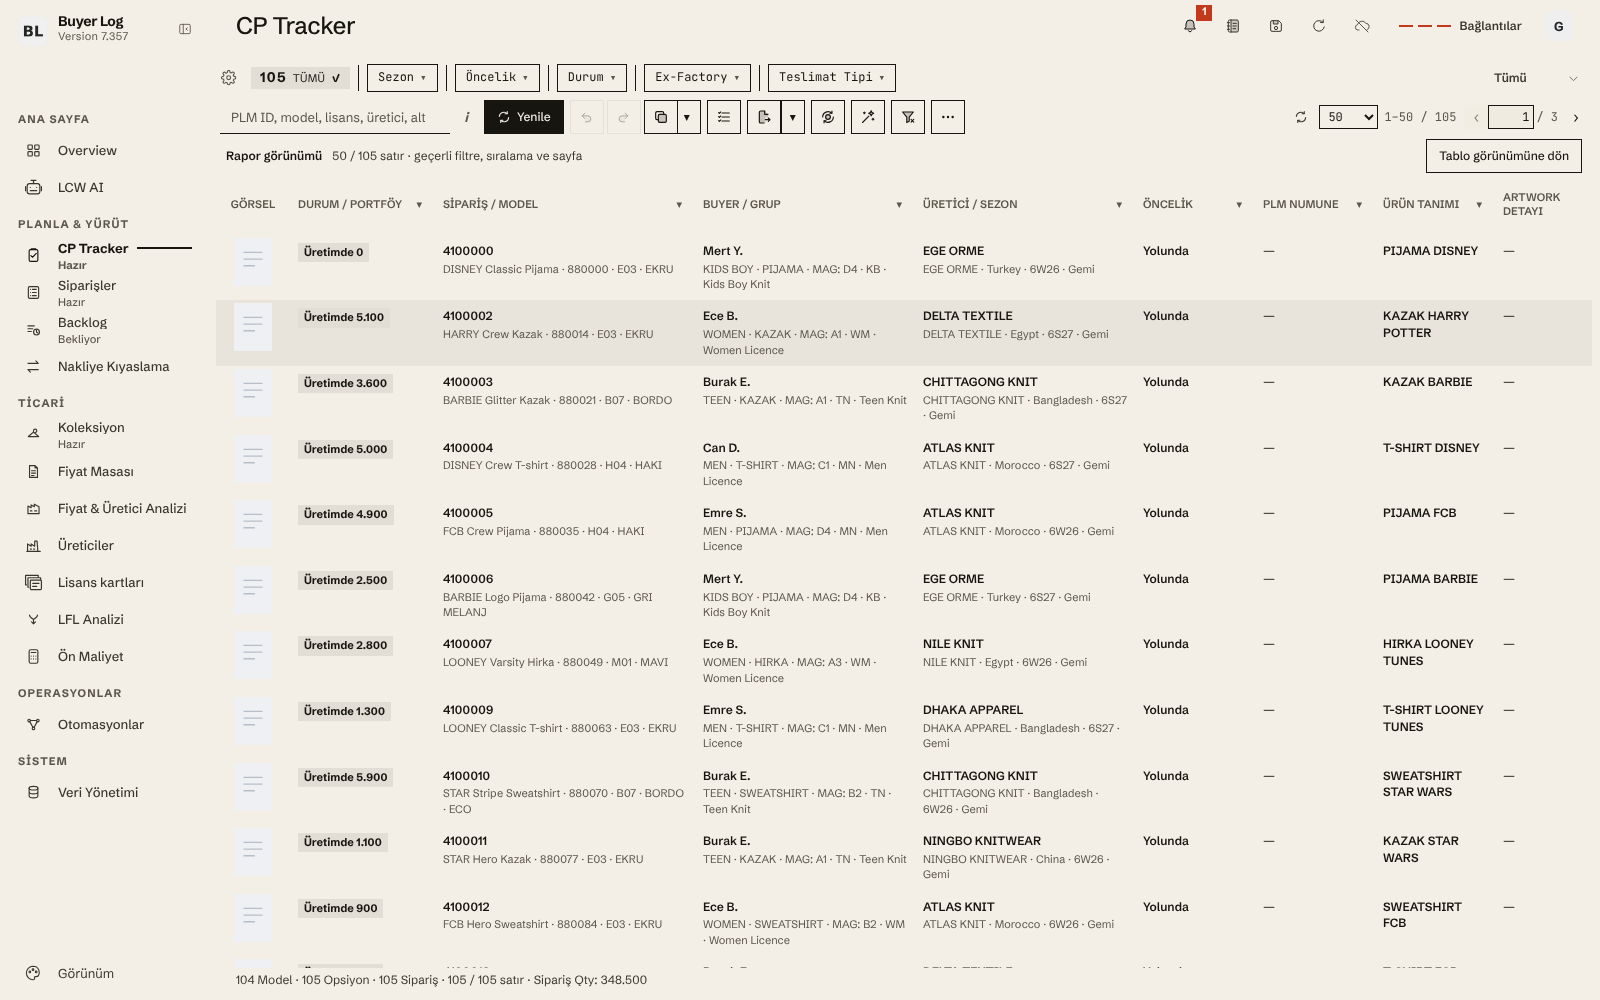 BL
Buyer Log
Version 7.357
CP Tracker
1
Bağlantılar
G
105 TÜMÜ
Sezon
Öncelik
Durum
Ex-Factory
Teslimat Tipi
Tümü
PLM ID, model, lisans, üretici, alt
i
Yenile
50
1–50 / 105
1 / 3
Rapor görünümü 50 / 105 satır · geçerli filtre, sıralama ve sayfa
Tablo görünümüne dön
ANA SAYFA
Overview
LCW AI
PLANLA & YÜRÜT
CP Tracker
Hazır
Siparişler
Hazır
Backlog
Bekliyor
Nakliye Kıyaslama
TİCARİ
Koleksiyon
Hazır
Fiyat Masası
Fiyat & Üretici Analizi
Üreticiler
Lisans kartları
LFL Analizi
Ön Maliyet
OPERASYONLAR
Otomasyonlar
SİSTEM
Veri Yönetimi
Görünüm
GÖRSEL
DURUM / PORTFÖY
SİPARİŞ / MODEL
BUYER / GRUP
ÜRETİCİ / SEZON
ÖNCELİK
PLM NUMUNE
ÜRÜN TANIMI
ARTWORK
DETAYI
Üretimde 0
4100000
DISNEY Classic Pijama · 880000 · E03 · EKRU
Mert Y.
KIDS BOY · PIJAMA · MAG: D4 · KB ·
Kids Boy Knit
EGE ORME
EGE ORME · Turkey · 6W26 · Gemi
Yolunda
—
PIJAMA DISNEY
—
Üretimde 5.100
4100002
HARRY Crew Kazak · 880014 · E03 · EKRU
Ece B.
WOMEN · KAZAK · MAG: A1 · WM ·
Women Licence
DELTA TEXTILE
DELTA TEXTILE · Egypt · 6S27 · Gemi
Yolunda
—
KAZAK HARRY
POTTER
—
Üretimde 3.600
4100003
BARBIE Glitter Kazak · 880021 · B07 · BORDO
Burak E.
TEEN · KAZAK · MAG: A1 · TN · Teen Knit
CHITTAGONG KNIT
CHITTAGONG KNIT · Bangladesh · 6S27
· Gemi
Yolunda
—
KAZAK BARBIE
—
Üretimde 5.000
4100004
DISNEY Crew T-shirt · 880028 · H04 · HAKI
Can D.
MEN · T-SHIRT · MAG: C1 · MN · Men
Licence
ATLAS KNIT
ATLAS KNIT · Morocco · 6S27 · Gemi
Yolunda
—
T-SHIRT DISNEY
—
Üretimde 4.900
4100005
FCB Crew Pijama · 880035 · H04 · HAKI
Emre S.
MEN · PIJAMA · MAG: D4 · MN · Men
Licence
ATLAS KNIT
ATLAS KNIT · Morocco · 6W26 · Gemi
Yolunda
—
PIJAMA FCB
—
Üretimde 2.500
4100006
BARBIE Logo Pijama · 880042 · G05 · GRI
MELANJ
Mert Y.
KIDS BOY · PIJAMA · MAG: D4 · KB ·
Kids Boy Knit
EGE ORME
EGE ORME · Turkey · 6S27 · Gemi
Yolunda
—
PIJAMA BARBIE
—
Üretimde 2.800
4100007
LOONEY Varsity Hirka · 880049 · M01 · MAVI
Ece B.
WOMEN · HIRKA · MAG: A3 · WM ·
Women Licence
NILE KNIT
NILE KNIT · Egypt · 6W26 · Gemi
Yolunda
—
HIRKA LOONEY
TUNES
—
Üretimde 1.300
4100009
LOONEY Classic T-shirt · 880063 · E03 · EKRU
Emre S.
MEN · T-SHIRT · MAG: C1 · MN · Men
Licence
DHAKA APPAREL
DHAKA APPAREL · Bangladesh · 6S27 ·
Gemi
Yolunda
—
T-SHIRT LOONEY
TUNES
—
Üretimde 5.900
4100010
STAR Stripe Sweatshirt · 880070 · B07 · BORDO
· ECO
Burak E.
TEEN · SWEATSHIRT · MAG: B2 · TN ·
Teen Knit
CHITTAGONG KNIT
CHITTAGONG KNIT · Bangladesh ·
6W26 · Gemi
Yolunda
—
SWEATSHIRT
STAR WARS
—
Üretimde 1.100
4100011
STAR Hero Kazak · 880077 · E03 · EKRU
Burak E.
TEEN · KAZAK · MAG: A1 · TN · Teen Knit
NINGBO KNITWEAR
NINGBO KNITWEAR · China · 6W26 ·
Gemi
Yolunda
—
KAZAK STAR
WARS
—
Üretimde 900
4100012
FCB Hero Sweatshirt · 880084 · E03 · EKRU
Ece B.
WOMEN · SWEATSHIRT · MAG: B2 · WM
· Women Licence
ATLAS KNIT
ATLAS KNIT · Morocco · 6W26 · Gemi
Yolunda
—
SWEATSHIRT
FCB
—
104 Model · 105 Opsiyon · 105 Sipariş · 105 / 105 satır · Sipariş Qty: 348.500